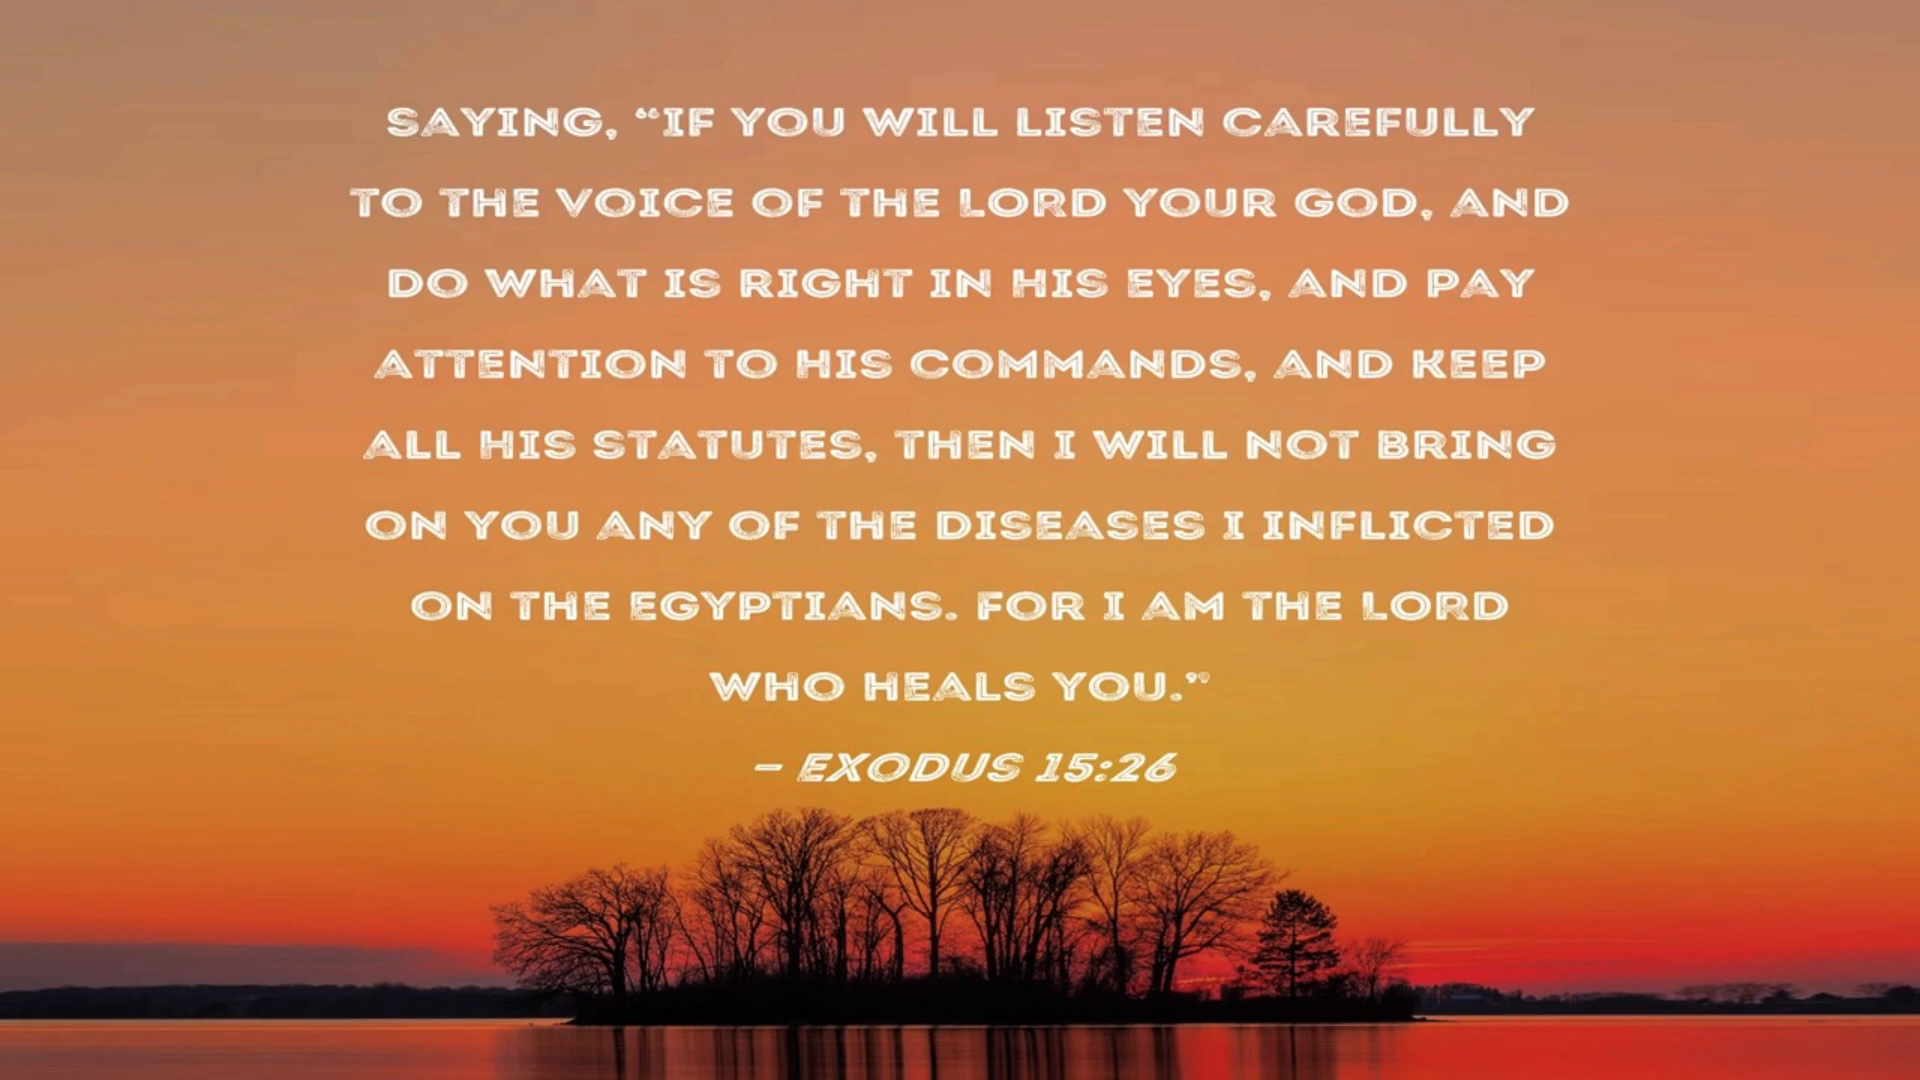 SAYING, “IF YOU WILL LISTEN CAREFULLY
TO THE VOICE OF THE LORD YOUR GOD, AND
DO WHAT IS RIGHT IN HIS EYES, AND PAY
ATTENTION TO HIS COMMANDS, AND KEEP
ALL HIS STATUTES, THEN I WILL NOT BRING
ON YOU ANY OF THE DISEASES I INFLICTED
ON THE EGYPTIANS. FOR I AM THE LORD
WHO HEALS YOU.”
– EXODUS 15:26